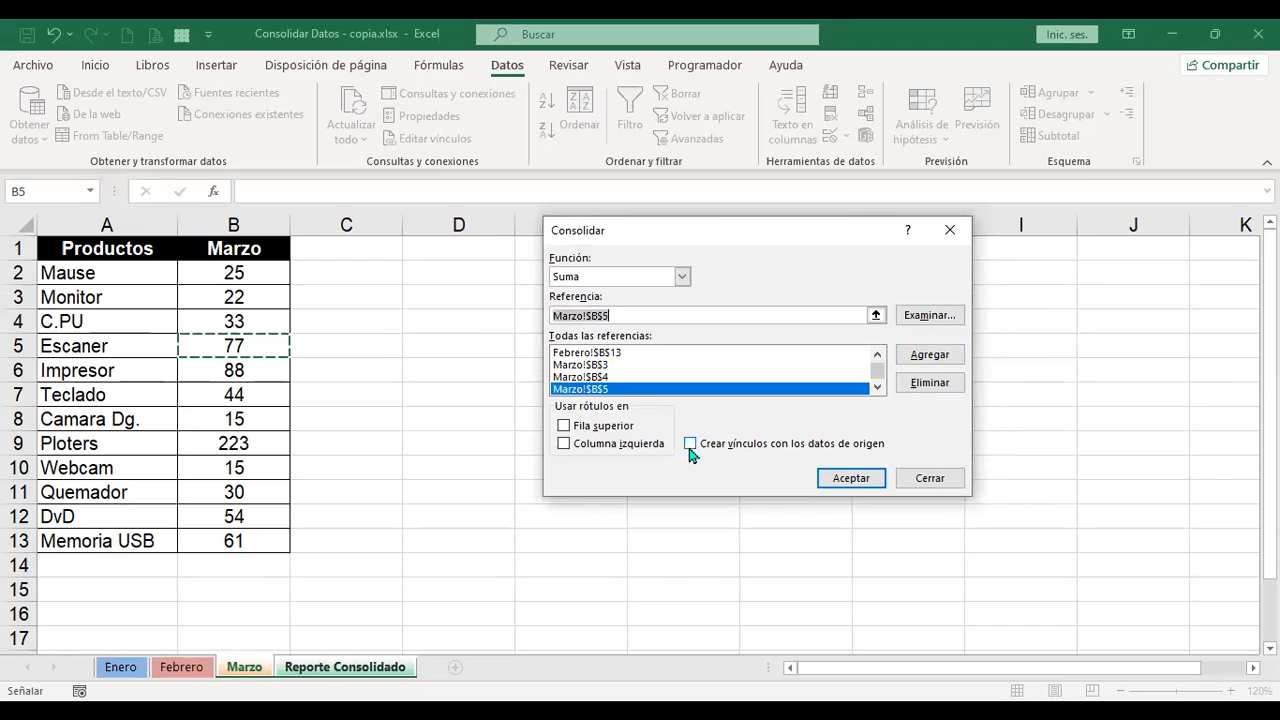 Consolidar Datos - copia.xlsx - Excel
Buscar
Inic. ses.
Archivo Inicio Libros Insertar Disposición de página Fórmulas Datos Revisar Vista Programador Ayuda Compartir
Obtener datos
Desde el texto/CSV
De la web
From Table/Range
Fuentes recientes
Conexiones existentes
Obtener y transformar datos
Actualizar todo
Consultas y conexiones
Propiedades
Editar vínculos
Consultas y conexiones
Ordenar
Filtro
Borrar
Volver a aplicar
Avanzadas
Ordenar y filtrar
Texto en columnas
Herramientas de datos
Análisis de hipótesis
Previsión
Previsión
Agrupar
Desagrupar
Subtotal
Esquema
B5
fx
A B C D I J K
1 Productos Marzo
2 Mause 25
3 Monitor 22
4 C.PU 33
5 Escaner 77
6 Impresor 88
7 Teclado 44
8 Camara Dg. 15
9 Ploters 223
10 Webcam 15
11 Quemador 30
12 DvD 54
13 Memoria USB 61
14
15
16
17
Consolidar
?
Función:
Suma
Referencia:
Marzo!$B$5
Examinar...
Todas las referencias:
Febrero!$B$13
Marzo!$B$3
Marzo!$B$4
Marzo!$B$5
Agregar
Eliminar
Usar rótulos en
Fila superior
Columna izquierda
Crear vínculos con los datos de origen
Aceptar
Cerrar
Enero Febrero Marzo Reporte Consolidado
Señalar
120%